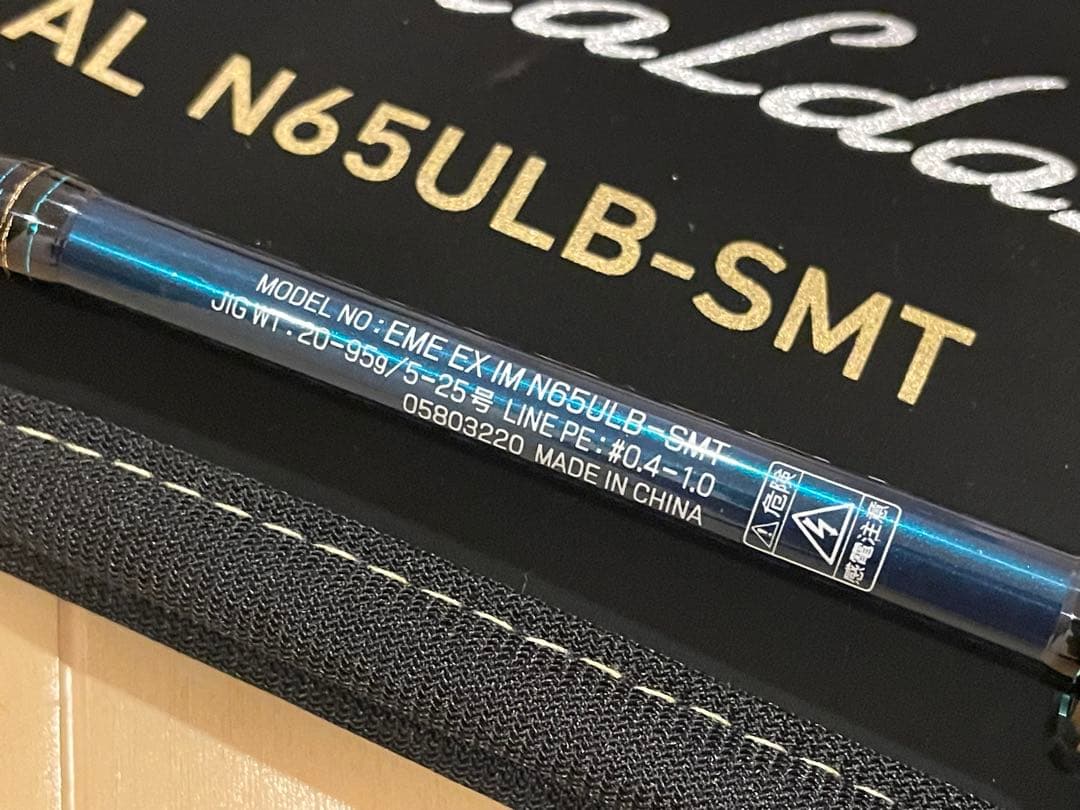 aLda
AL N65ULB-SMT
MODEL NO:EME EX IM N65ULB-SMT
JIG WT.:20-95g/5-25号 LINE PE:#0.4-1.0
05803220 MADE IN CHINA
⚠危険
感電注意